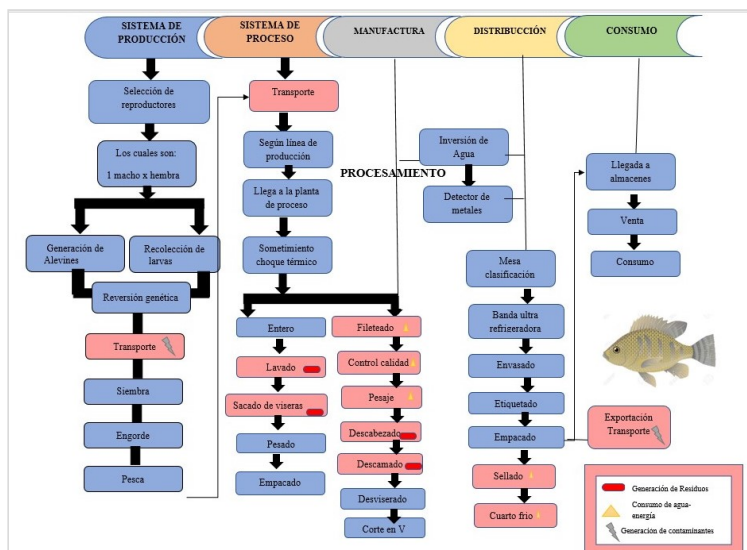 SISTEMA DE
PRODUCCIÓN
SISTEMA DE
PROCESO
MANUFACTURA
DISTRIBUCCIÓN
CONSUMO
Selección de
reproductores
Los cuales son:
1 macho x hembra
Generación de
Alevines
Recolección de
larvas
Reversión genética
Transporte
Siembra
Engorde
Pesca
Transporte
Según línea de
producción
Llega a la planta
de proceso
Sometimiento
choque térmico
PROCESAMIENTO
Entero
Lavado
Sacado de viseras
Pesado
Empacado
Fileteado
Control calidad
Pesaje
Descabezado
Descamado
Desviserado
Corte en V
Inversión de
Agua
Detector de
metales
Mesa
clasificación
Banda ultra
refrigeradora
Envasado
Etiquetado
Empacado
Sellado
Cuarto frio
Llegada a
almacenes
Venta
Consumo
Exportación
Transporte
Generación de Residuos
Consumo de agua-
energía
Generación de contaminantes